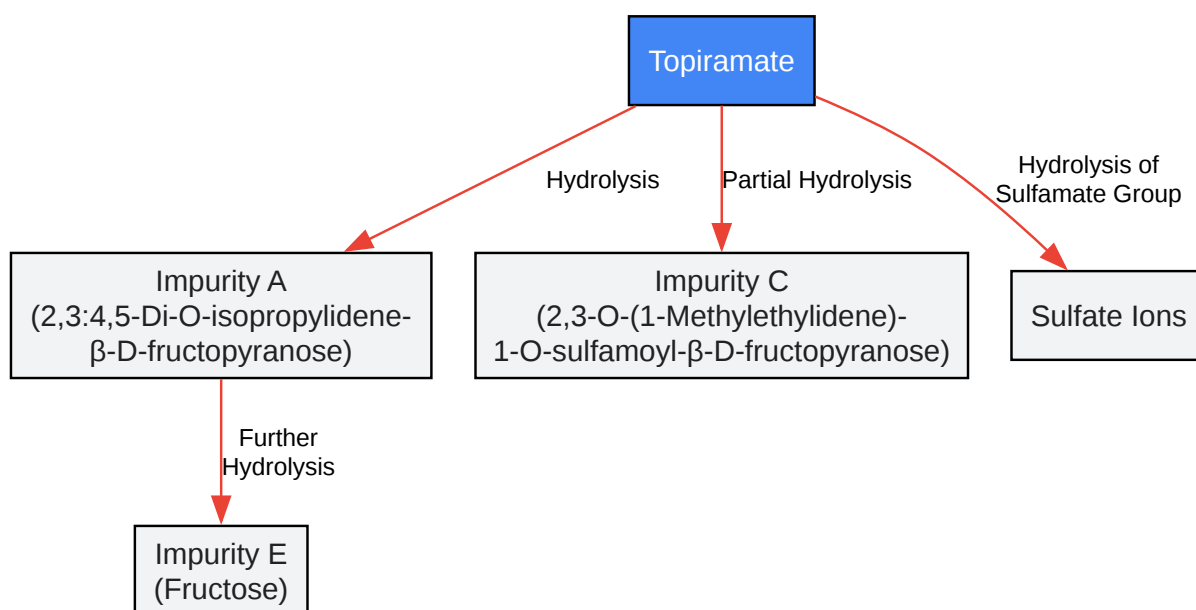 Topiramate
Hydrolysis
Partial Hydrolysis
Hydrolysis of
Sulfamate Group
Impurity A
(2,3:4,5-Di-O-isopropylidene-
β-D-fructopyranose)
Impurity C
(2,3-O-(1-Methylethylidene)-
1-O-sulfamoyl-β-D-fructopyranose)
Sulfate Ions
Further
Hydrolysis
Impurity E
(Fructose)